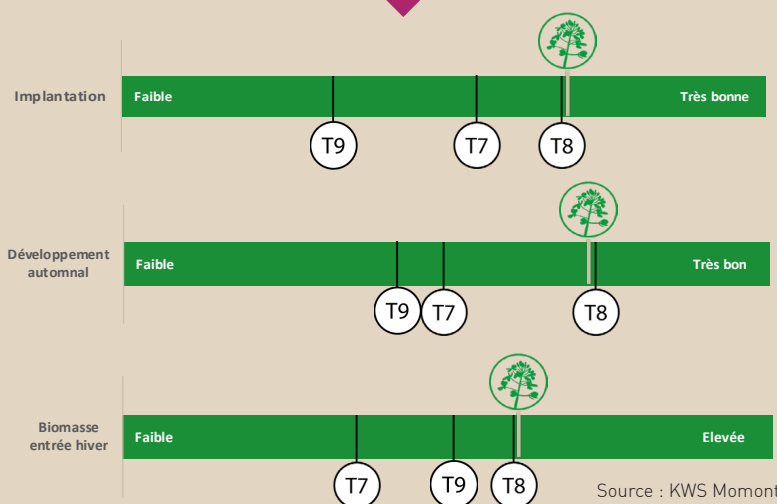 Implantation
Faible
Très bonne
T9
T7
T8
Développement
automnal
Faible
Très bon
T9
T7
T8
Biomasse
entrée hiver
Faible
Elevée
T7
T9
T8
Source : KWS Momont